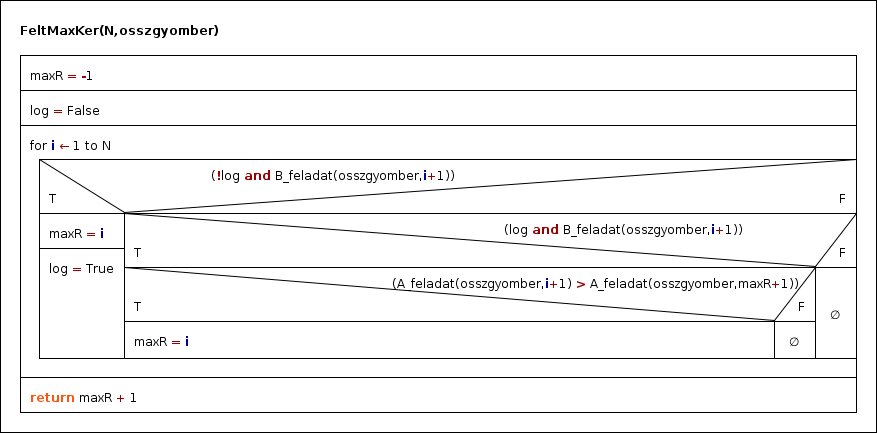 FeltMaxKer(N,osszgyomber)
maxR = -1
log = False
for i ← 1 to N
(!log and B_feladat(osszgyomber,i+1))
T
F
maxR = i
(log and B_feladat(osszgyomber,i+1))
T
F
log = True
(A_feladat(osszgyomber,i+1) > A_feladat(osszgyomber,maxR+1))
T
F
∅
maxR = i
∅
return maxR + 1